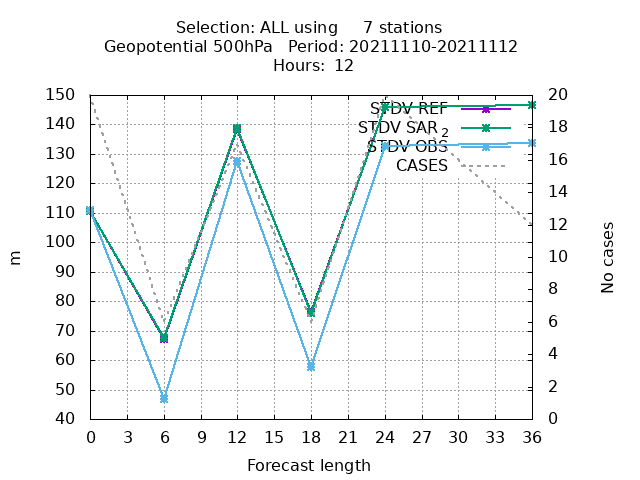 Selection: ALL using     7 stations
Geopotential 500hPa   Period: 20211110-20211112
Hours: 12
150
140
130
120
110
100
90
80
70
60
50
40
20
18
16
14
12
10
8
6
4
2
0
STDV REF
STDV SAR 2
STDV OBS
CASES
m
No cases
0 3 6 9 12 15 18 21 24 27 30 33 36
Forecast length